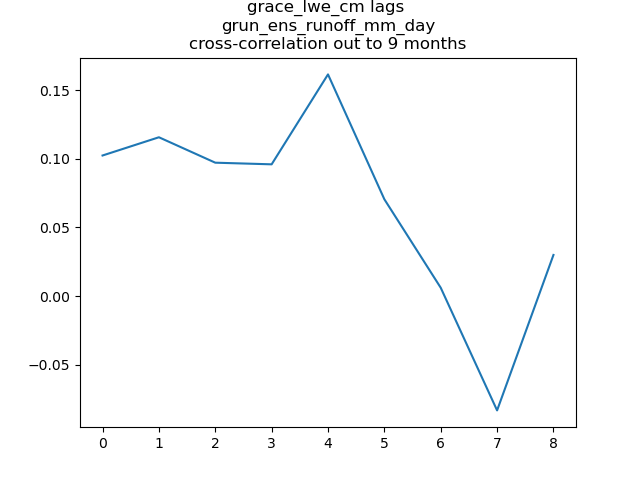 grace_lwe_cm lags
grun_ens_runoff_mm_day
cross-correlation out to 9 months
0.15
0.10
0.05
0.00
−0.05
0 1 2 3 4 5 6 7 8